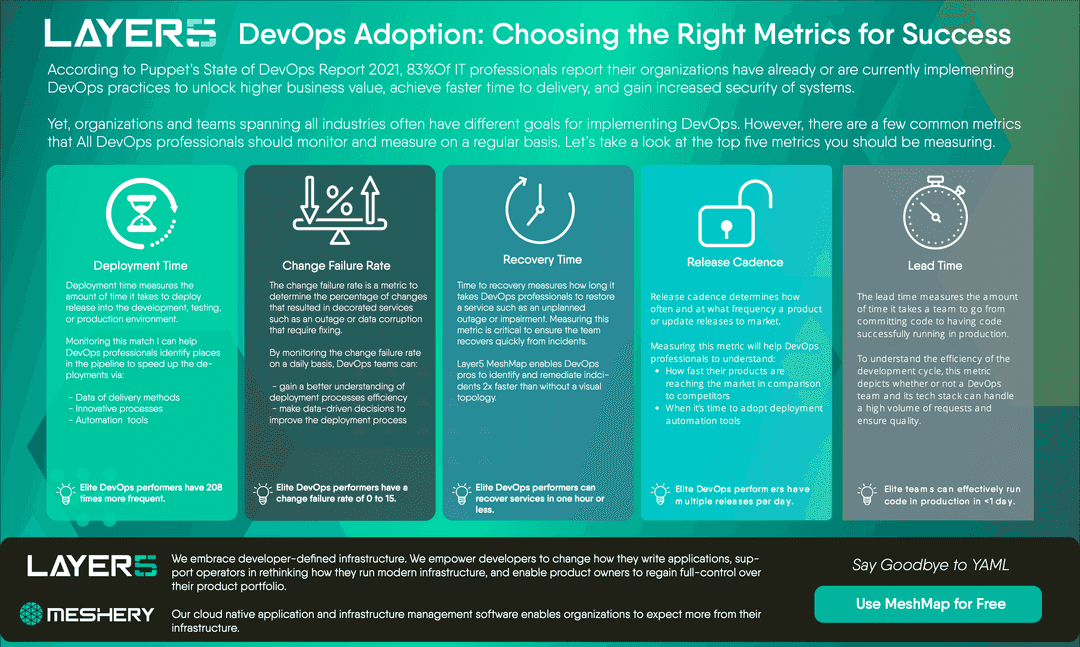 LAYER5 DevOps Adoption: Choosing the Right Metrics for Success
According to Puppet's State of DevOps Report 2021, 83%Of IT professionals report their organizations have already or are currently implementing
DevOps practices to unlock higher business value, achieve faster time to delivery, and gain increased security of systems.
Yet, organizations and teams spanning all industries often have different goals for implementing DevOps. However, there are a few common metrics
that All DevOps professionals should monitor and measure on a regular basis. Let's take a look at the top five metrics you should be measuring.
Deployment Time
Deployment time measures the
amount of time it takes to deploy
release into the development, testing,
or production environment.
Monitoring this match I can help
DevOps professionals identify places
in the pipeline to speed up the de-
ployments via:
- Data of delivery methods
- Innovative processes
- Automation tools
Elite DevOps performers have 208
times more frequent.
%
Change Failure Rate
The change failure rate is a metric to
determine the percentage of changes
that resulted in decorated services
such as an outage or data corruption
that require fixing.
By monitoring the change failure rate
on a daily basis, DevOps teams can:
- gain a better understanding of
deployment processes efficiency
- make data-driven decisions to
improve the deployment process
Elite DevOps performers have a
change failure rate of 0 to 15.
Recovery Time
Time to recovery measures how long it
takes DevOps professionals to restore
a service such as an unplanned
outage or impairment. Measuring this
metric is critical to ensure the team
recovers quickly from incidents.
Layer5 MeshMap enables DevOps
pros to identify and remediate indci-
dents 2x faster than without a visual
topology.
Elite DevOps performers can
recover services in one hour or
less.
Release Cadence
Release cadence determines how
often and at what frequency a product
or update releases to market.
Measuring this metric will help DevOps
professionals to understand:
• How fast their products are
reaching the market in comparison
to competitors
• When it's time to adopt deployment
automation tools
Elite DevOps performers have
multiple releases per day.
Lead Time
The lead time measures the amount
of time it takes a team to go from
committing code to having code
successfully running in production.
To understand the efficiency of the
development cycle, this metric
depicts whether or not a DevOps
team and its tech stack can handle
a high volume of requests and
ensure quality.
Elite teams can effectively run
code in production in <1 day.
LAYER5
We embrace developer-defined infrastructure. We empower developers to change how they write applications, sup-
port operators in rethinking how they run modern infrastructure, and enable product owners to regain full-control over
their product portfolio.
MESHERY
Our cloud native application and infrastructure management software enables organizations to expect more from their
infrastructure.
Say Goodbye to YAML
Use MeshMap for Free